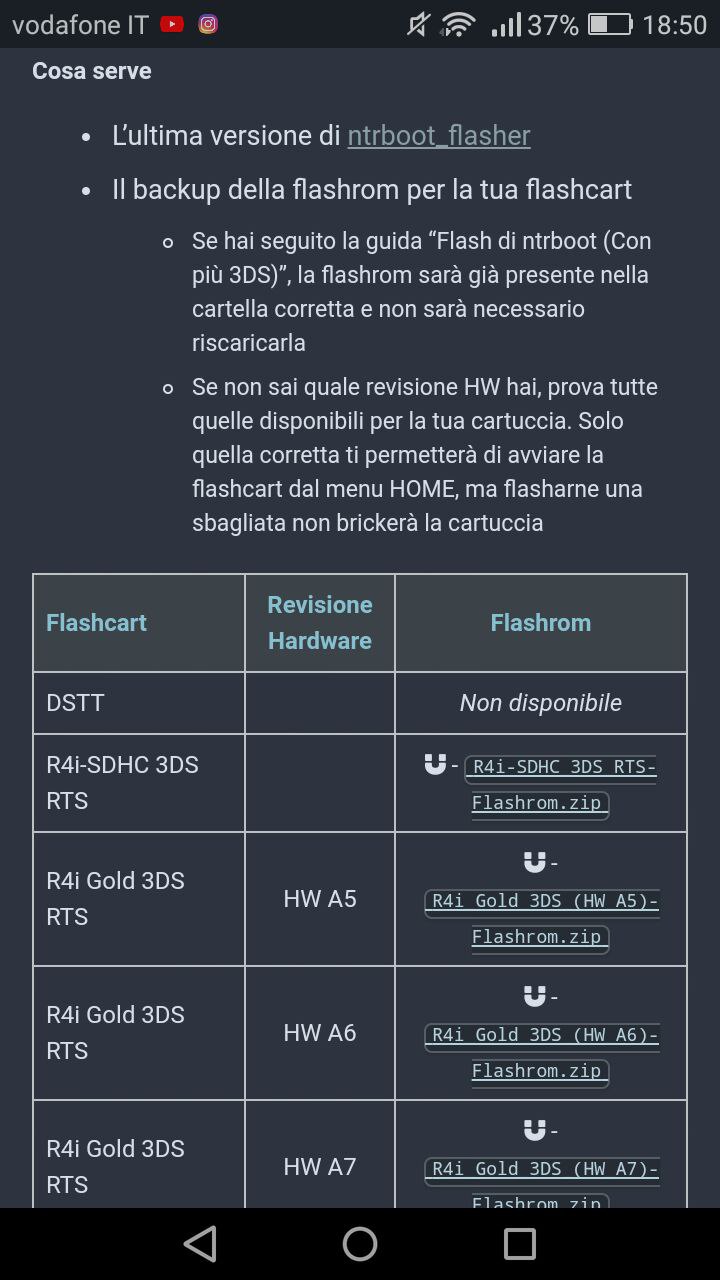 vodafone IT 37% 18:50
Cosa serve
• L’ultima versione di ntrboot_flasher
• Il backup della flashrom per la tua flashcart
Se hai seguito la guida “Flash di ntrboot (Con
più 3DS)”, la flashrom sarà già presente nella
cartella corretta e non sarà necessario
riscaricarla
Se non sai quale revisione HW hai, prova tutte
quelle disponibili per la tua cartuccia. Solo
quella corretta ti permetterà di avviare la
flashcart dal menu HOME, ma flasharne una
sbagliata non brickerà la cartuccia
Flashcart
Revisione
Hardware
Flashrom
DSTT
Non disponibile
R4i-SDHC 3DS
RTS
- R4i-SDHC 3DS RTS-
Flashrom.zip
R4i Gold 3DS
RTS
HW A5
-
R4i Gold 3DS (HW A5)-
Flashrom.zip
R4i Gold 3DS
RTS
HW A6
-
R4i Gold 3DS (HW A6)-
Flashrom.zip
R4i Gold 3DS
RTS
HW A7
-
R4i Gold 3DS (HW A7)-
Flashrom.zip